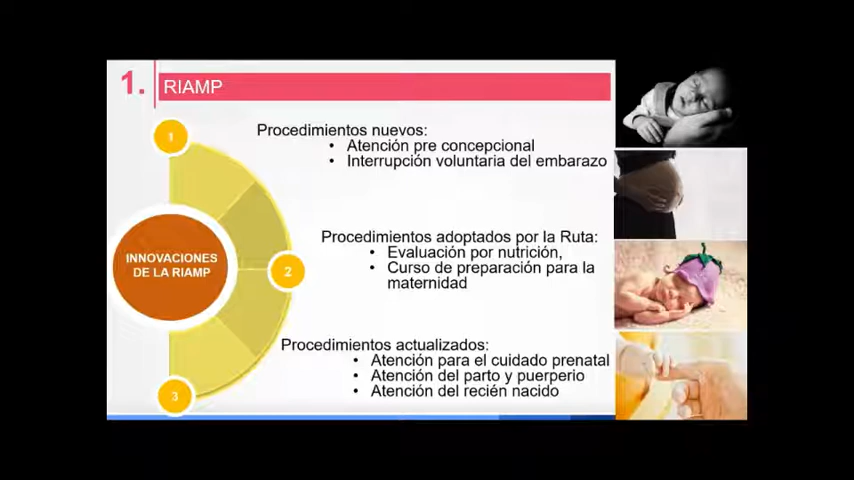 1. RIAMP
1
Procedimientos nuevos:
• Atención pre concepcional
• Interrupción voluntaria del embarazo
INNOVACIONES
DE LA RIAMP
2
Procedimientos adoptados por la Ruta:
• Evaluación por nutrición,
• Curso de preparación para la
maternidad
3
Procedimientos actualizados:
• Atención para el cuidado prenatal
• Atención del parto y puerperio
• Atención del recién nacido